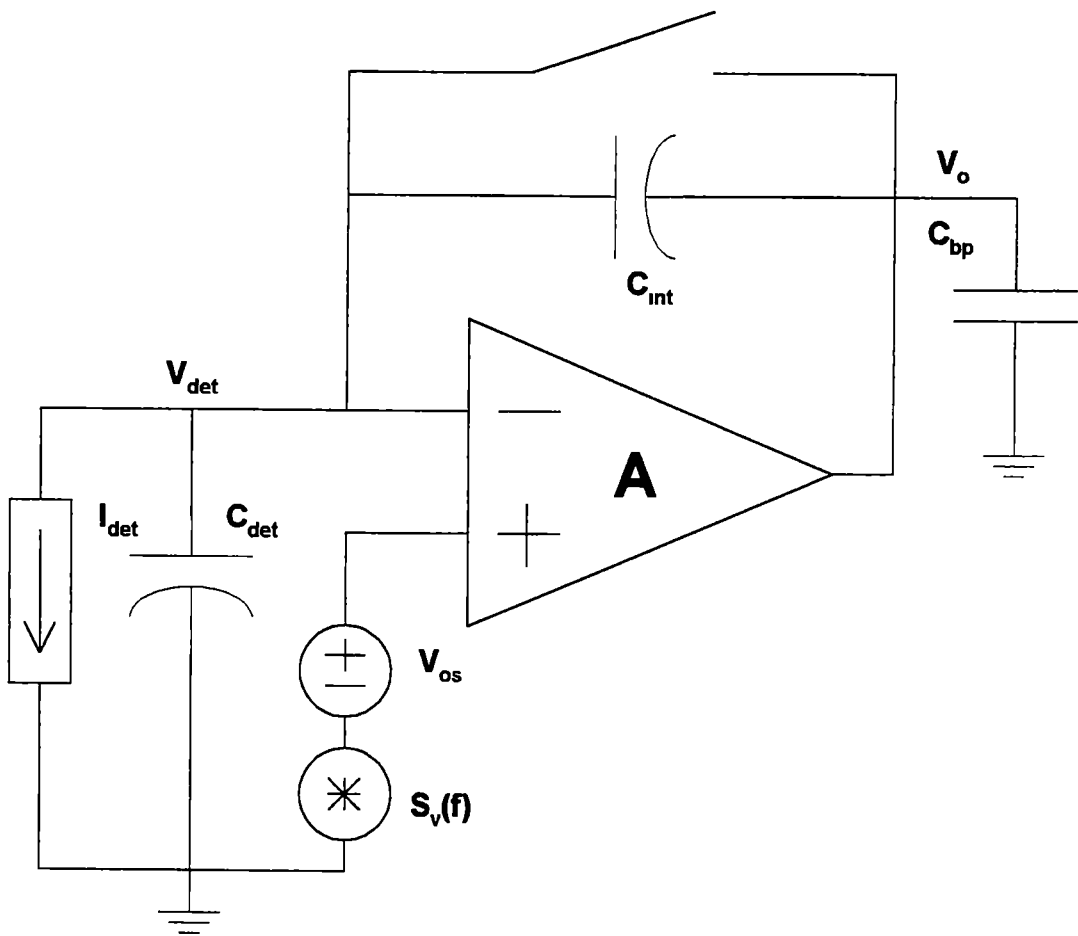 V_o
C_bp
C_int
V_det
A
I_det
C_det
V_os
S_v(f)